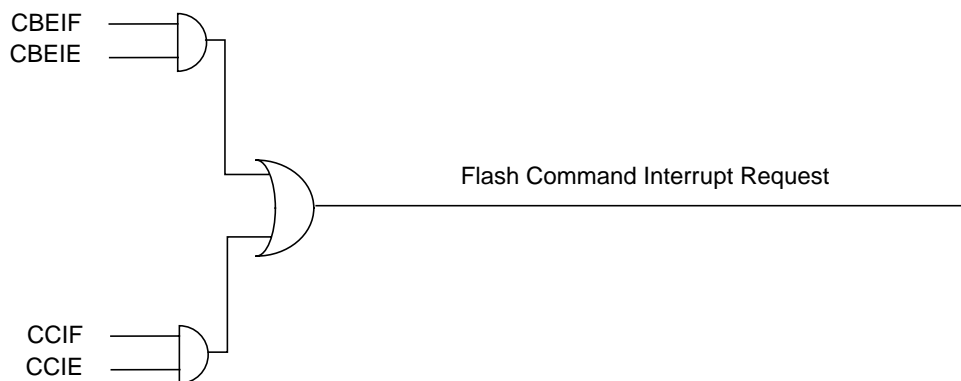 CBEIF
CBEIE
Flash Command Interrupt Request
CCIF
CCIE